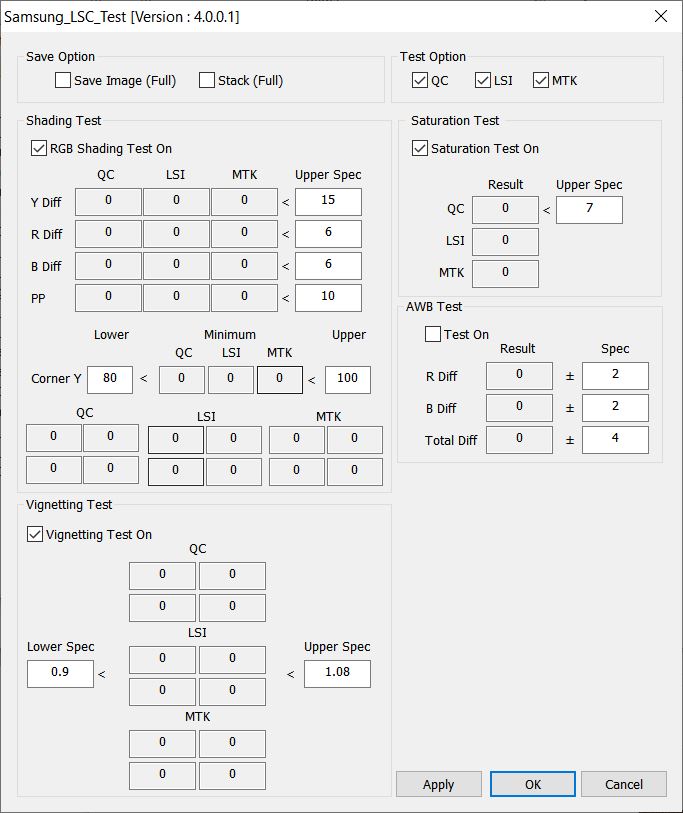 Samsung_LSC_Test [Version : 4.0.0.1]
Save Option
Save Image (Full) Stack (Full)
Test Option
QC LSI MTK
Shading Test
RGB Shading Test On
QC LSI MTK Upper Spec
Y Diff 0 0 0 < 15
R Diff 0 0 0 < 6
B Diff 0 0 0 < 6
PP 0 0 0 < 10
Lower Minimum Upper
QC LSI MTK
Corner Y 80 < 0 0 0 < 100
QC LSI MTK
0 0 0 0 0 0
0 0 0 0 0 0
Saturation Test
Saturation Test On
Result Upper Spec
QC 0 < 7
LSI 0
MTK 0
AWB Test
Test On
Result Spec
R Diff 0 ± 2
B Diff 0 ± 2
Total Diff 0 ± 4
Vignetting Test
Vignetting Test On
QC
0 0
0 0
LSI
Lower Spec Upper Spec
0.9 < 0 0 < 1.08
0 0
MTK
0 0
0 0
Apply OK Cancel